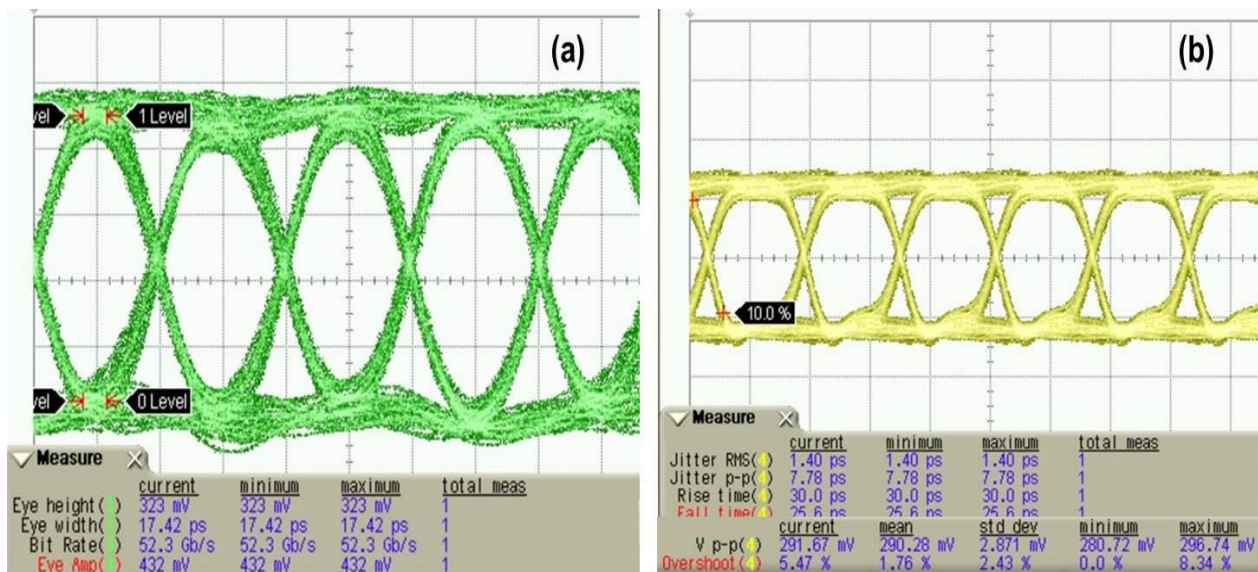 (a)
vel
1 Level
vel
0 Level
Measure
current minimum maximum total meas
Eye height( ) 323 mV 323 mV 323 mV 1
Eye width( ) 17.42 ps 17.42 ps 17.42 ps 1
Bit Rate( ) 52.3 Gb/s 52.3 Gb/s 52.3 Gb/s 1
Eye Amp( ) 432 mV 432 mV 432 mV 1
(b)
10.0 %
Measure
current minimum maximum total meas
Jitter RMS(4) 1.40 ps 1.40 ps 1.40 ps 1
Jitter p-p(4) 7.78 ps 7.78 ps 7.78 ps 1
Rise time(4) 30.0 ps 30.0 ps 30.0 ps 1
Fall time(4) 25.6 ps 25.6 ps 25.6 ps 1
current mean std dev minimum maximum
V p-p(4) 291.67 mV 290.28 mV 2.871 mV 280.72 mV 296.74 mV
Overshoot(4) 5.47 % 1.76 % 2.43 % 0.0 % 8.34 %